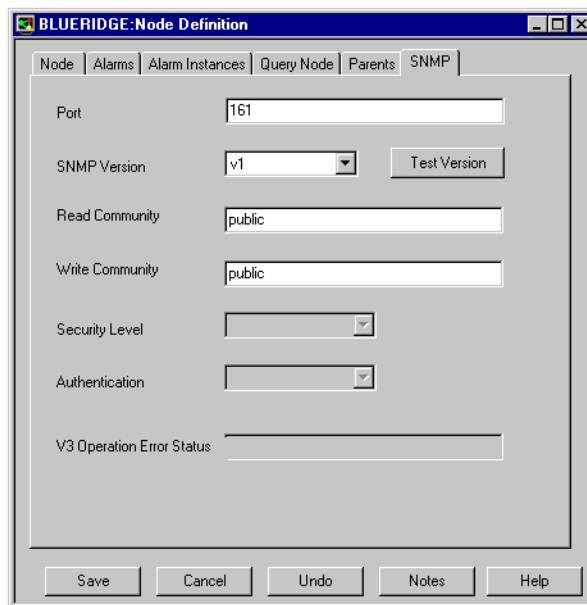 BLUERIDGE:Node Definition
Node Alarms Alarm Instances Query Node Parents SNMP
Port 161
SNMP Version v1 Test Version
Read Community public
Write Community public
Security Level
Authentication
V3 Operation Error Status
Save Cancel Undo Notes Help